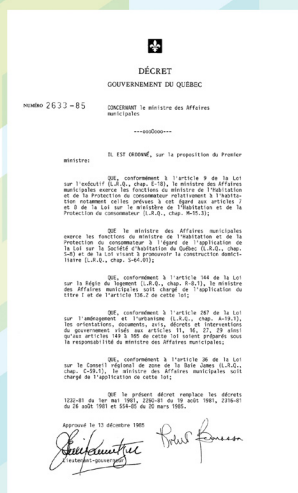 DÉCRET
GOUVERNEMENT DU QUÉBEC
NUMÉRO 2633-85
CONCERNANT le ministre des Affaires
municipales
---ooo0ooo---
IL EST ORDONNÉ, sur la proposition du Premier
ministre:
QUE, conformément à l'article 9 de la Loi
sur l'exécutif (L.R.Q., chap. E-18), le ministre des Affaires
municipales exerce les fonctions du ministre de l'Habitation
et de la Protection du consommateur relativement à l'habita-
tion notamment celles prévues à cet égard aux articles 7
et 8 de la Loi sur le ministère de l'Habitation et de la
Protection du consommateur (L.R.Q., chap. M-15.3);
QUE le ministre des Affaires municipales
exerce les fonctions du ministre de l'Habitation et de la
Protection du consommateur à l'égard de l'application de
la Loi sur la Société d'habitation du Québec (L.R.Q., chap.
S-8) et de la Loi visant à promouvoir la construction domici-
liaire (L.R.Q., chap. S-64.01);
QUE, conformément à l'article 144 de la Loi
sur la Régie du logement (L.R.Q., chap. R-8.1), le ministre
des Affaires municipales soit chargé de l'application du
titre I et de l'article 136.2 de cette loi;
QUE, conformément à l'article 267 de la Loi
sur l'aménagement et l'urbanisme (L.R.Q., chap. A-19.1),
les orientations, documents, avis, décrets et interventions
du gouvernement visés aux articles 11, 16, 27, 29 ainsi
qu'aux articles 149 à 165 de cette loi soient préparés sous
la responsabilité du ministre des Affaires municipales;
QUE, conformément à l'article 36 de la Loi
sur le Conseil régional de zone de la Baie James (L.R.Q.,
chap. C-59.1), le ministre des Affaires municipales soit
chargé de l'application de cette loi;
QUE le présent décret remplace les décrets
1232-81 du 1er mai 1981, 2260-81 du 19 août 1981, 2316-81
du 26 août 1981 et 554-85 du 20 mars 1985.
Approuvé le 13 décembre 1985
Lieutenant-gouverneur